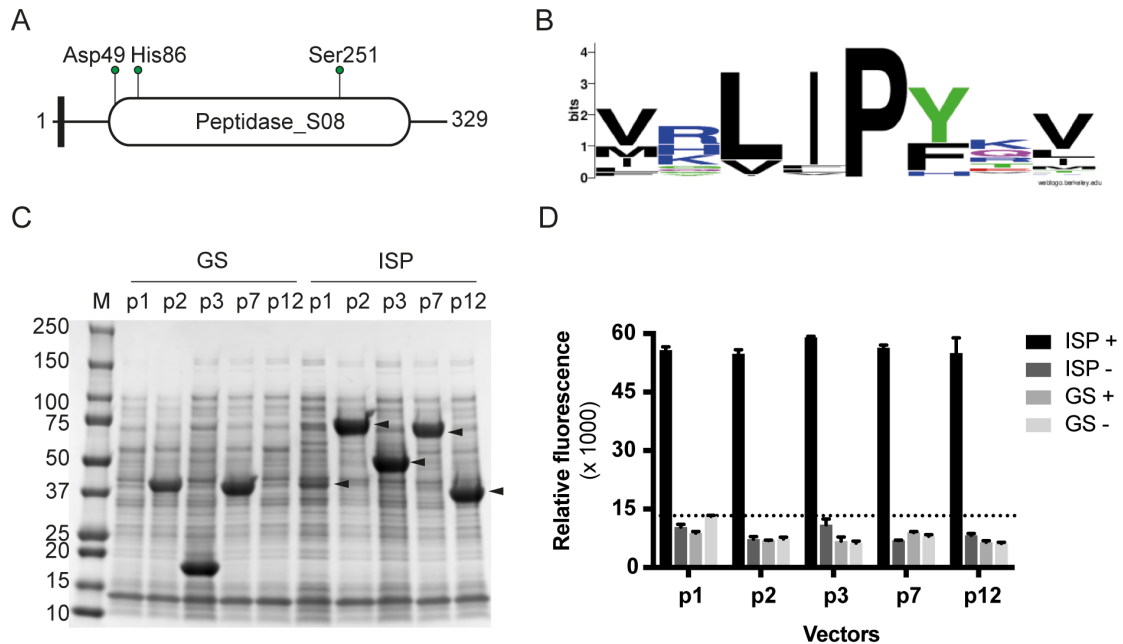 A
Asp49 His86 Ser251
1 Peptidase_S08 329
B
bits
4
3
2
1
0
V R L I P Y K V
M H V F Q I
K
weblogo.berkeley.edu
C
GS ISP
M p1 p2 p3 p7 p12 p1 p2 p3 p7 p12
250
150
100
75
50
37
25
20
15
10
D
Relative fluorescence
(x 1000)
60
45
30
15
0
p1 p2 p3 p7 p12
Vectors
ISP +
ISP -
GS +
GS -